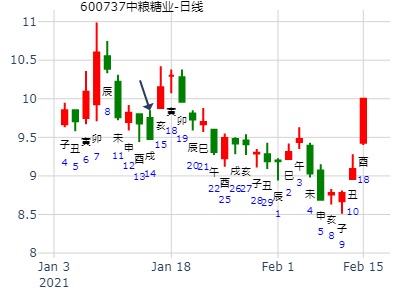 600737中粮糖业-日线
11
10.5
10
9.5
9
8.5
8
子 丑 寅 卯 辰 未 申 酉 戌 亥 寅 卯 辰 巳 午 酉 戌 亥 子 丑 辰 巳 午 未 申 亥 子 丑 酉
4 5 6 7 8 11 12 13 14 15 18 19 20 21 22 25 26 27 28 29 1 2 3 4 5 8 9 10 18
Jan 3 Jan 18 Feb 1 Feb 15
2021